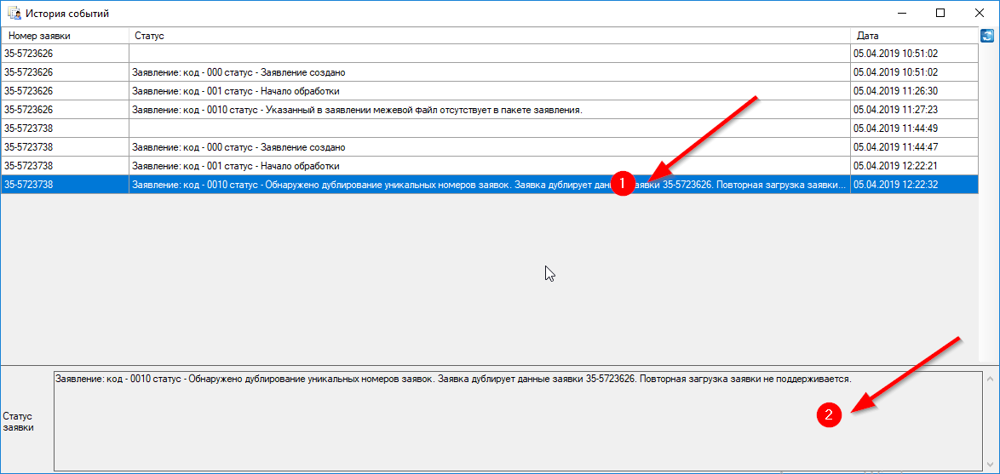 История событий
Номер заявки Статус Дата
35-5723626 05.04.2019 10:51:02
35-5723626 Заявление: код - 000 статус - Заявление создано 05.04.2019 10:51:02
35-5723626 Заявление: код - 001 статус - Начало обработки 05.04.2019 11:26:30
35-5723626 Заявление: код - 0010 статус - Указанный в заявлении межевой файл отсутствует в пакете заявления. 05.04.2019 11:27:23
35-5723738 05.04.2019 11:44:49
35-5723738 Заявление: код - 000 статус - Заявление создано 05.04.2019 11:44:47
35-5723738 Заявление: код - 001 статус - Начало обработки 05.04.2019 12:22:21
35-5723738 Заявление: код - 0010 статус - Обнаружено дублирование уникальных номеров заявок. Заявка дублирует 1 35-5723626. Повторная загрузка заявки... 05.04.2019 12:22:32
Заявление: код - 0010 статус - Обнаружено дублирование уникальных номеров заявок. Заявка дублирует данные заявки 35-5723626. Повторная загрузка заявки не поддерживается.
2
Статус
заявки